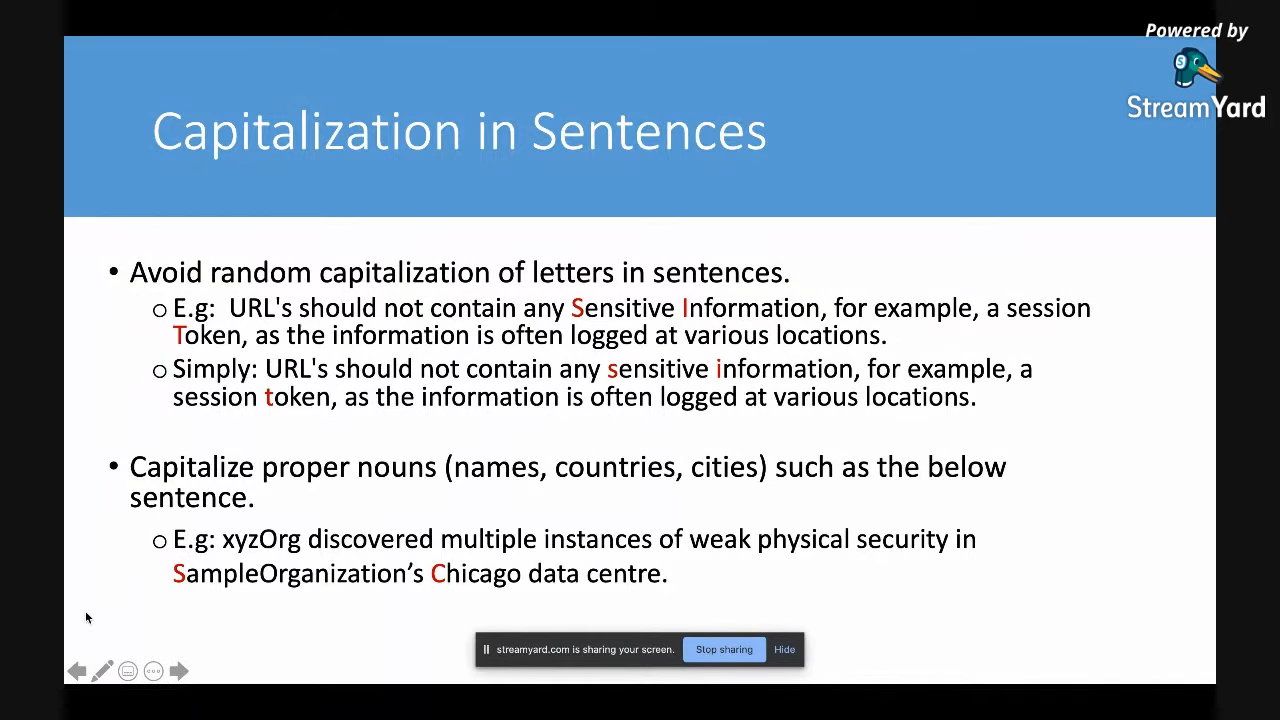 Powered by
StreamYard
Capitalization in Sentences
• Avoid random capitalization of letters in sentences.
o E.g:  URL's should not contain any Sensitive Information, for example, a session
Token, as the information is often logged at various locations.
o Simply: URL's should not contain any sensitive information, for example, a
session token, as the information is often logged at various locations.
• Capitalize proper nouns (names, countries, cities) such as the below
sentence.
o E.g: xyzOrg discovered multiple instances of weak physical security in
SampleOrganization’s Chicago data centre.
streamyard.com is sharing your screen. Stop sharing Hide